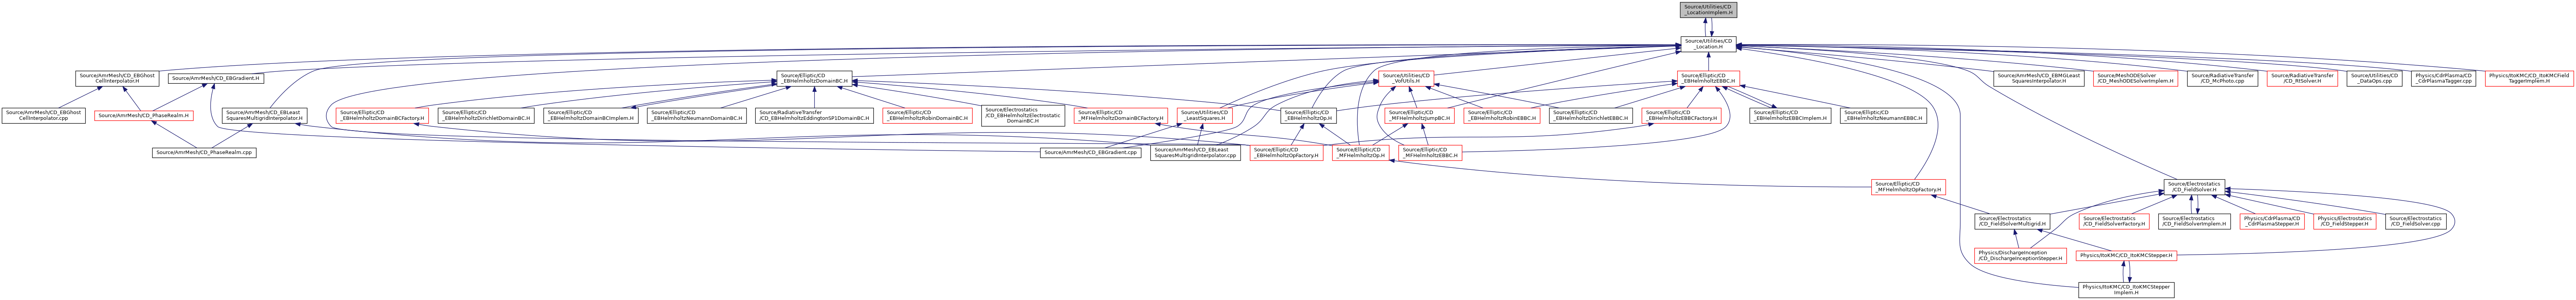 Source/Utilities/CD
_LocationImplem.H
Source/Utilities/CD
_Location.H
Source/AmrMesh/CD_EBGhost
CellInterpolator.H
Source/AmrMesh/CD_EBGradient.H
Source/Elliptic/CD
_EBHelmholtzDomainBC.H
Source/Utilities/CD
_VofUtils.H
Source/Elliptic/CD
_EBHelmholtzEBBC.H
Source/AmrMesh/CD_EBMGLeast
SquaresInterpolator.H
Source/MeshODESolver
/CD_MeshODESolverImplem.H
Source/RadiativeTransfer
/CD_McPhoto.cpp
Source/RadiativeTransfer
/CD_RtSolver.H
Source/Utilities/CD
_DataOps.cpp
Physics/CdrPlasma/CD
_CdrPlasmaTagger.cpp
Physics/ItoKMC/CD_ItoKMCField
TaggerImplem.H
Source/AmrMesh/CD_EBGhost
CellInterpolator.cpp
Source/AmrMesh/CD_PhaseRealm.H
Source/AmrMesh/CD_EBLeast
SquaresMultigridInterpolator.H
Source/Elliptic/CD
_EBHelmholtzDomainBCFactory.H
Source/Elliptic/CD
_EBHelmholtzDirichletDomainBC.H
Source/Elliptic/CD
_EBHelmholtzDomainBCImplem.H
Source/Elliptic/CD
_EBHelmholtzNeumannDomainBC.H
Source/RadiativeTransfer
/CD_EBHelmholtzEddingtonSP1DomainBC.H
Source/Elliptic/CD
_EBHelmholtzRobinDomainBC.H
Source/Electrostatics
/CD_EBHelmholtzElectrostatic
DomainBC.H
Source/Elliptic/CD
_MFHelmholtzDomainBCFactory.H
Source/Utilities/CD
_LeastSquares.H
Source/Elliptic/CD
_EBHelmholtzOp.H
Source/Elliptic/CD
_MFHelmholtzJumpBC.H
Source/Elliptic/CD
_EBHelmholtzRobinEBBC.H
Source/Elliptic/CD
_EBHelmholtzDirichletEBBC.H
Source/Elliptic/CD
_EBHelmholtzEBBCFactory.H
Source/Elliptic/CD
_EBHelmholtzEBBCImplem.H
Source/Elliptic/CD
_EBHelmholtzNeumannEBBC.H
Source/AmrMesh/CD_PhaseRealm.cpp
Source/AmrMesh/CD_EBGradient.cpp
Source/AmrMesh/CD_EBLeast
SquaresMultigridInterpolator.cpp
Source/Elliptic/CD
_EBHelmholtzOpFactory.H
Source/Elliptic/CD
_MFHelmholtzOp.H
Source/Elliptic/CD
_MFHelmholtzEBBC.H
Source/Elliptic/CD
_MFHelmholtzOpFactory.H
Source/Electrostatics
/CD_FieldSolver.H
Source/Electrostatics
/CD_FieldSolverMultigrid.H
Source/Electrostatics
/CD_FieldSolverFactory.H
Source/Electrostatics
/CD_FieldSolverImplem.H
Physics/CdrPlasma/CD
_CdrPlasmaStepper.H
Physics/Electrostatics
/CD_FieldStepper.H
Source/Electrostatics
/CD_FieldSolver.cpp
Physics/DischargeInception
/CD_DischargeInceptionStepper.H
Physics/ItoKMC/CD_ItoKMCStepper.H
Physics/ItoKMC/CD_ItoKMCStepper
Implem.H